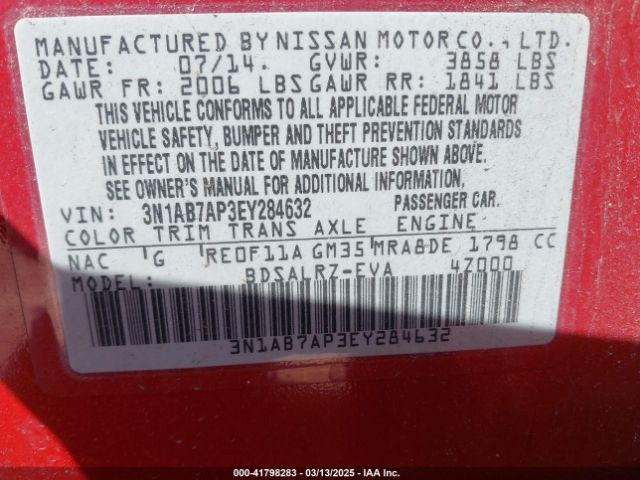 MANUFACTURED BY NISSAN MOTOR CO., LTD.
DATE: 07/14. GVWR: 3858 LBS
GAWR FR: 2006 LBS GAWR RR: 1841 LBS
THIS VEHICLE CONFORMS TO ALL APPLICABLE FEDERAL MOTOR
VEHICLE SAFETY, BUMPER AND THEFT PREVENTION STANDARDS
IN EFFECT ON THE DATE OF MANUFACTURE SHOWN ABOVE.
SEE OWNER'S MANUAL FOR ADDITIONAL INFORMATION.
VIN: 3N1AB7AP3EY284632 PASSENGER CAR.
COLOR TRIM TRANS AXLE ENGINE
NAC G RE0F11A GM35 MRA8DE 1798 CC
MODEL: BDSALRZ-EVA 4Z000
3N1AB7AP3EY284632
000-41798283 | 03/13/2025 - IAA